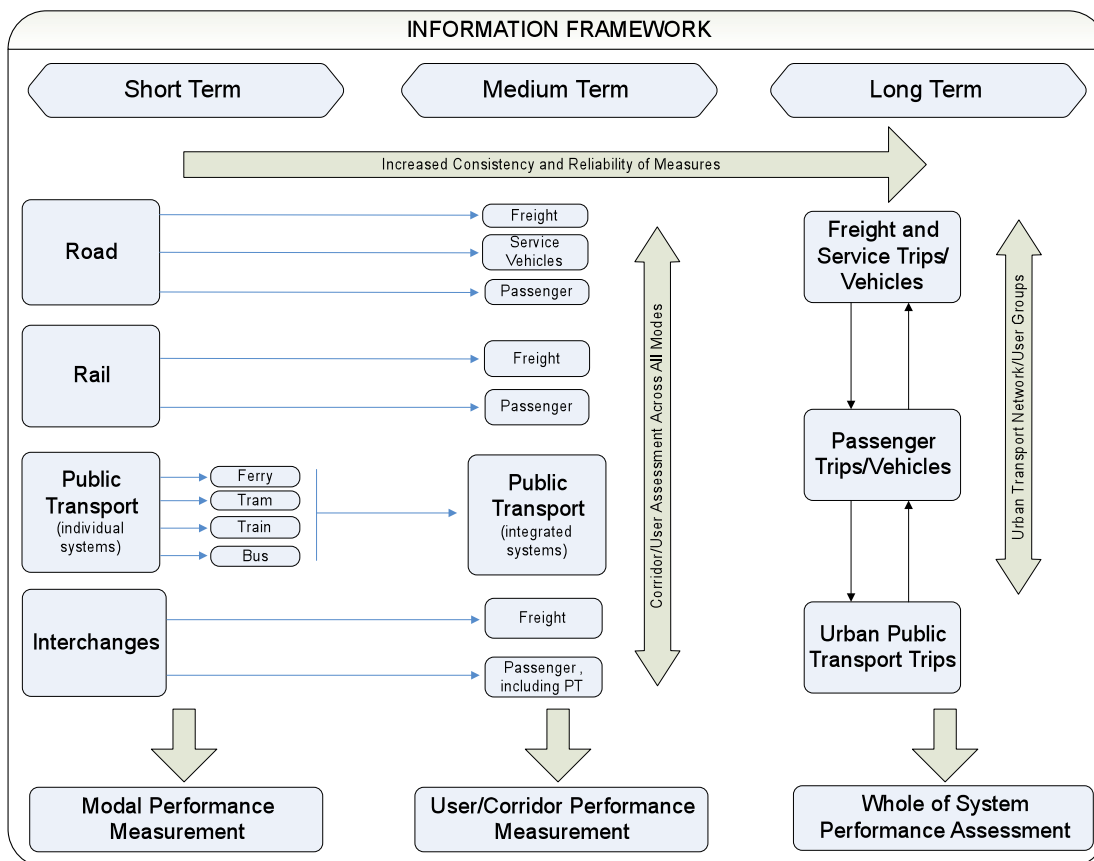 INFORMATION FRAMEWORK
Short Term
Medium Term
Long Term
Increased Consistency and Reliability of Measures
Road
Freight
Service
Vehicles
Passenger
Rail
Freight
Passenger
Public
Transport
(individual
systems)
Ferry
Tram
Train
Bus
Public
Transport
(integrated
systems)
Interchanges
Freight
Passenger ,
including PT
Corridor/User Assessment Across All Modes
Freight and
Service Trips/
Vehicles
Passenger
Trips/Vehicles
Urban Public
Transport Trips
Urban Transport Network/User Groups
Modal Performance
Measurement
User/Corridor Performance
Measurement
Whole of System
Performance Assessment